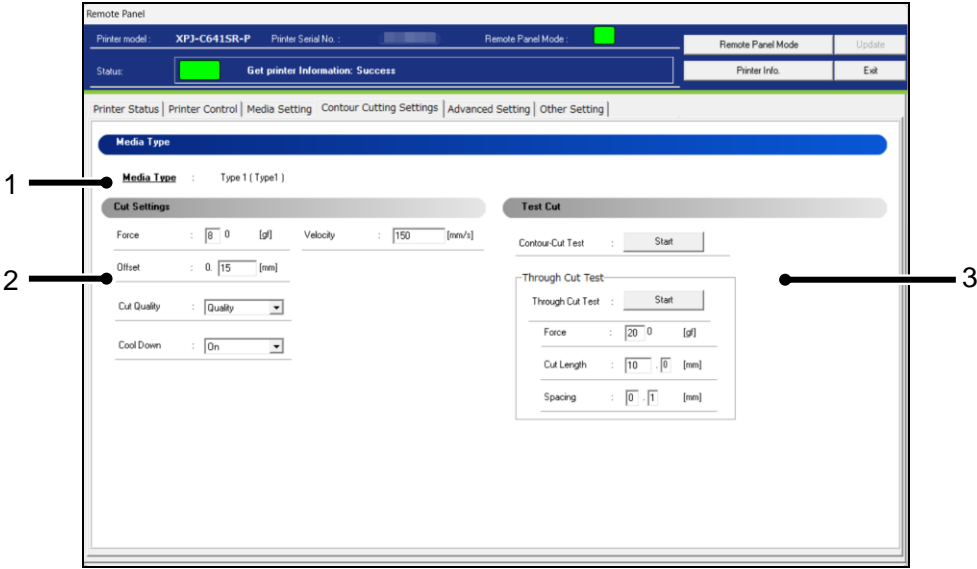 Remote Panel
Printer model : XPJ-C641SR-P Printer Serial No. : Remote Panel Mode :
Remote Panel Mode Update
Status: Get printer Information: Success
Printer Info. Exit
Printer Status Printer Control Media Setting Contour Cutting Settings Advanced Setting Other Setting
Media Type
1
Media Type : Type 1 ( Type1 )
Cut Settings
Force : 8 0 [gf] Velocity : 150 [mm/s]
2
Offset : 0. 15 [mm]
Cut Quality : Quality
Cool Down : On
Test Cut
Contour-Cut Test : Start
3
Through Cut Test
Through Cut Test : Start
Force : 20 0 [gf]
Cut Length : 10 . 0 [mm]
Spacing : 0 . 1 [mm]